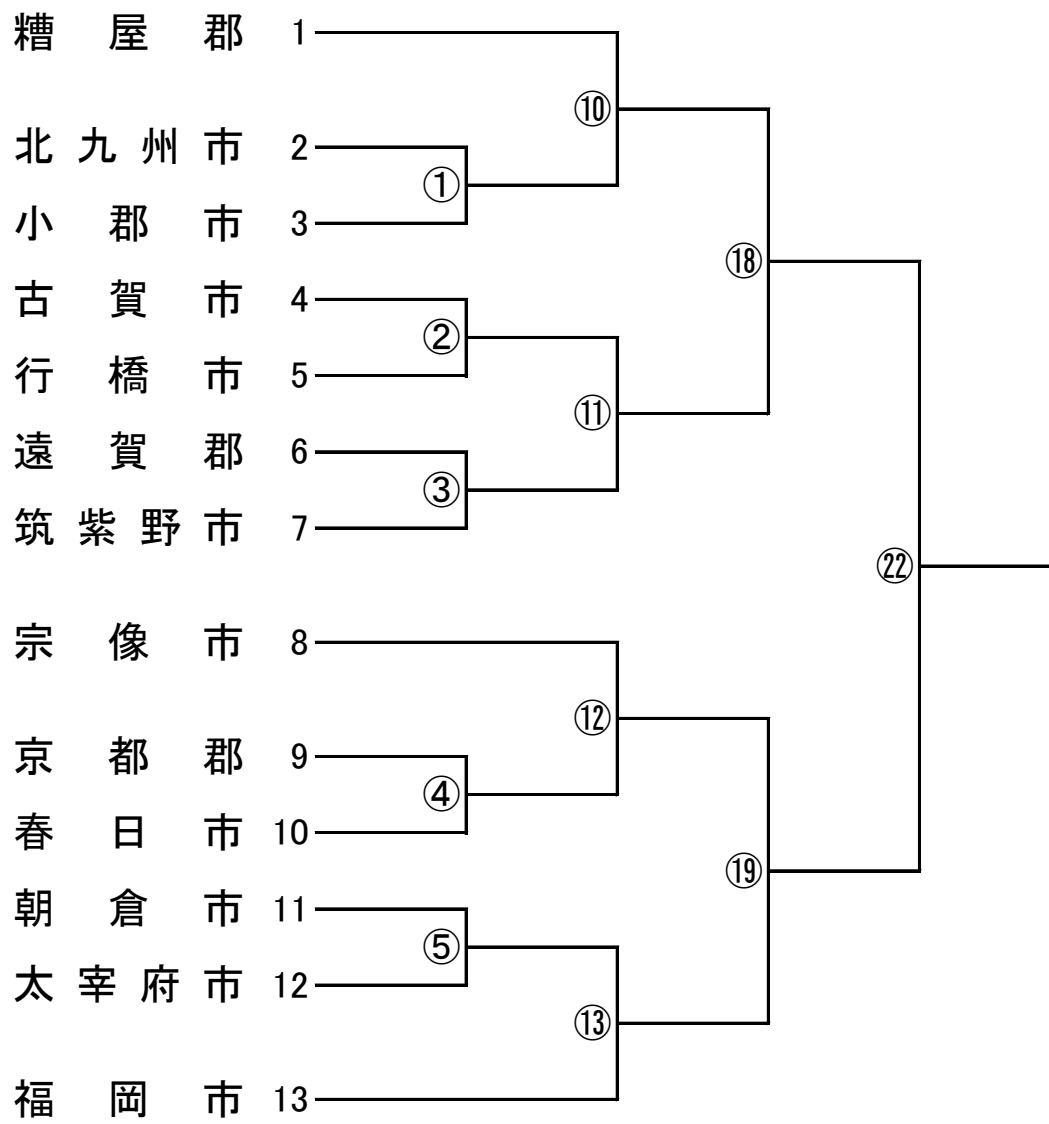 糟屋郡 1
⑩
北九州市 2
①
小郡市 3
⑱
古賀市 4
②
行橋市 5
⑪
遠賀郡 6
③
筑紫野市 7
㉒
宗像市 8
⑫
京都郡 9
④
春日市 10
⑲
朝倉市 11
⑤
太宰府市 12
⑬
福岡市 13